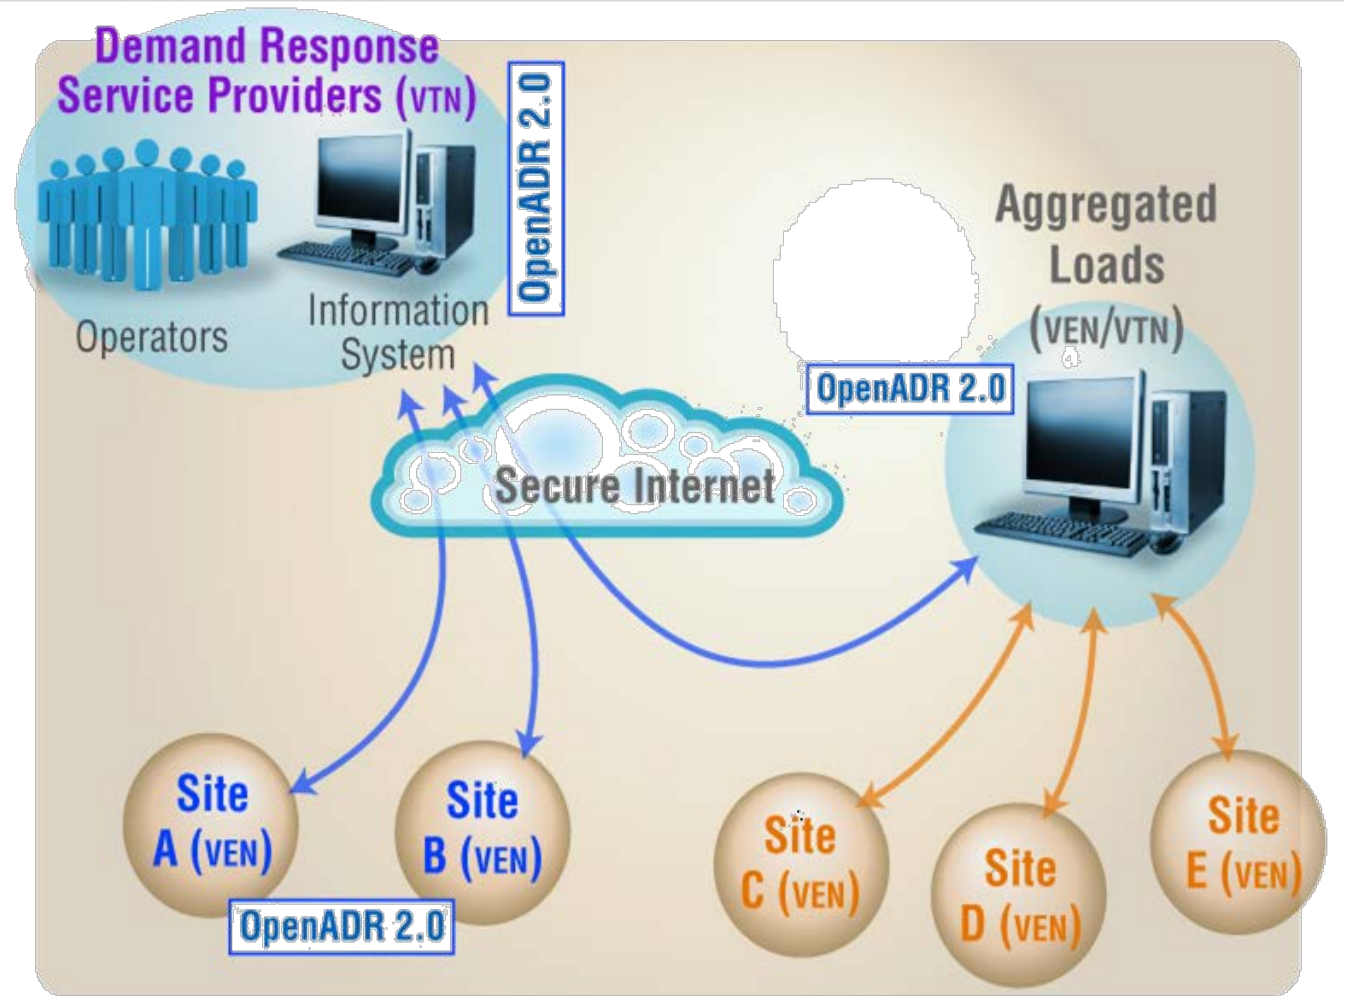 Demand Response
Service Providers (VTN)
OpenADR 2.0
Operators
Information
System
Aggregated
Loads
(VEN/VTN)
OpenADR 2.0
Secure Internet
Site
A (VEN)
Site
B (VEN)
OpenADR 2.0
Site
C (VEN)
Site
D (VEN)
Site
E (VEN)